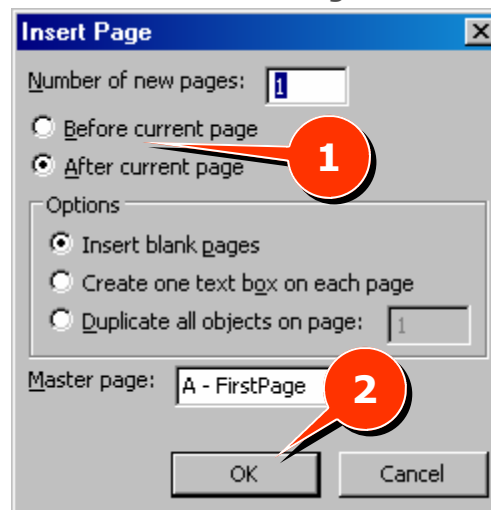 Insert Page
Number of new pages: 1
Before current page
After current page
1
Options
Insert blank pages
Create one text box on each page
Duplicate all objects on page: 1
Master page: A - FirstPage
2
OK Cancel